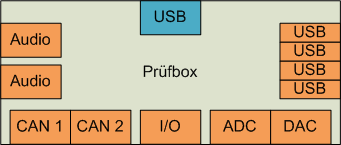 USB
Audio
USB
USB
USB
USB
Audio
Prüfbox
CAN 1
CAN 2
I/O
ADC
DAC